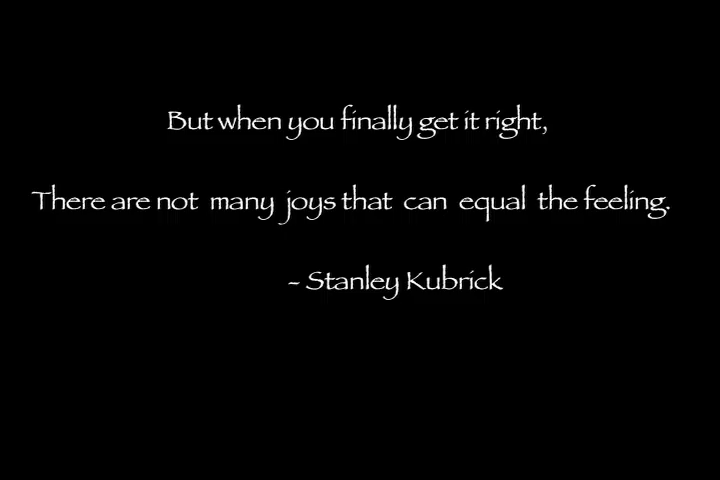 But when you finally get it right,
There are not many joys that can equal the feeling.
- Stanley Kubrick